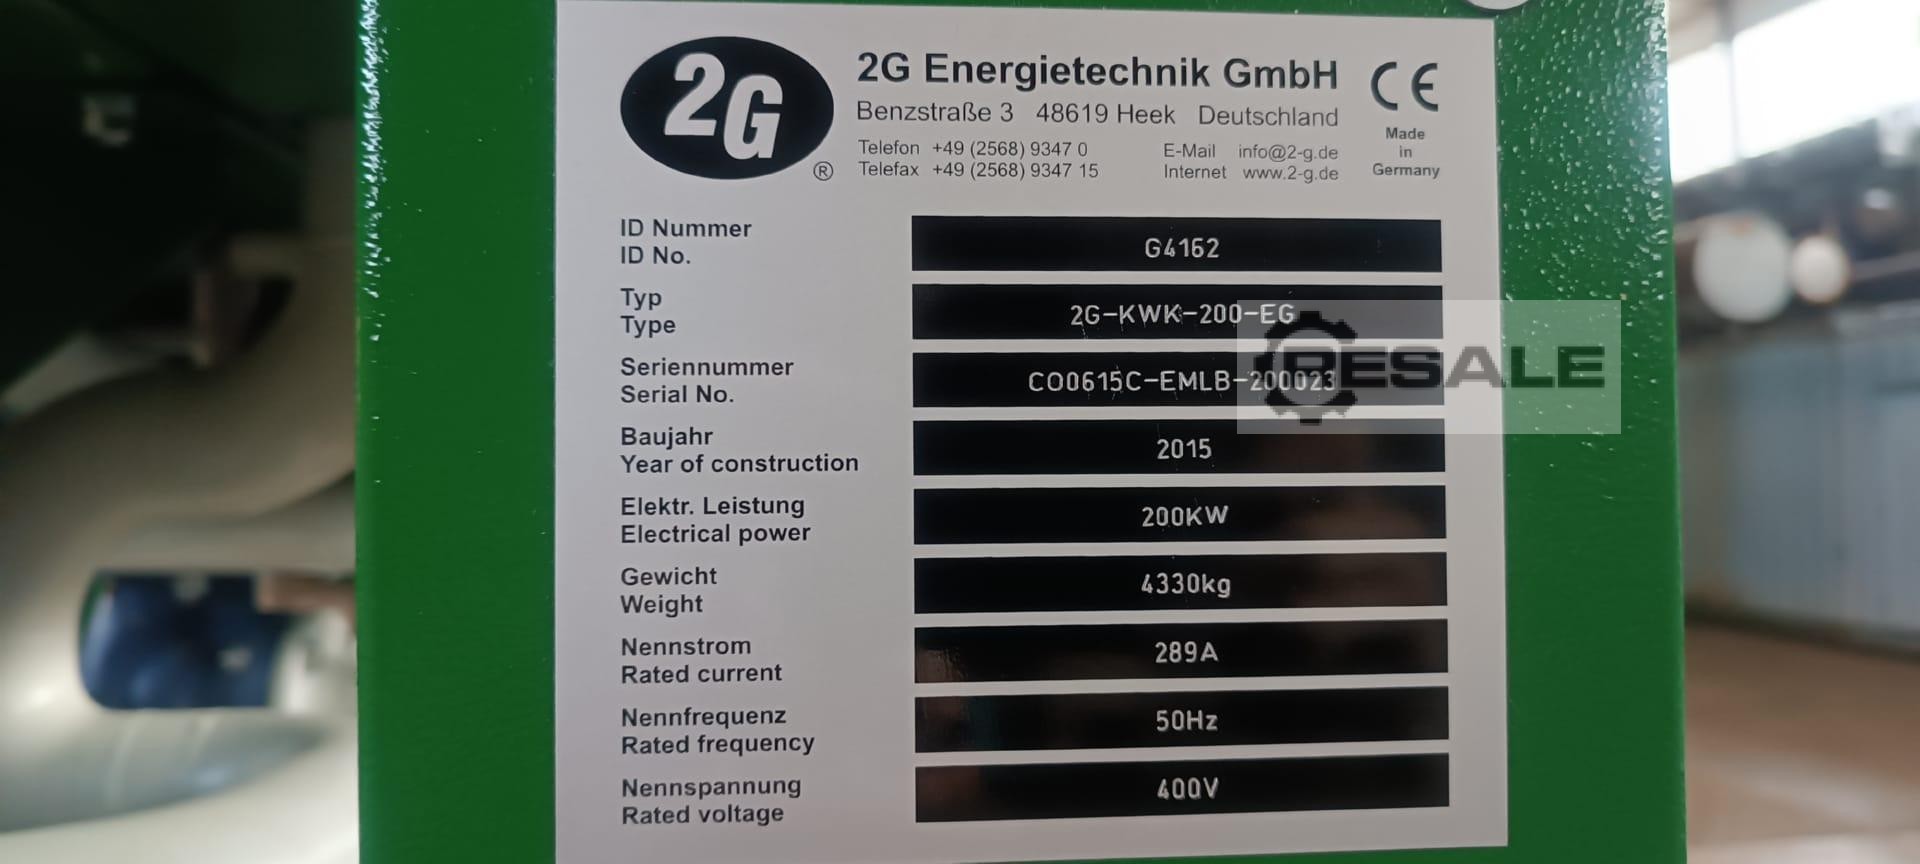 2G
®
2G Energietechnik GmbH
Benzstraße 3 48619 Heek Deutschland
Telefon +49 (2568) 9347 0
Telefax +49 (2568) 9347 15
E-Mail info@2-g.de
Internet www.2-g.de
CE
Made
in
Germany
ID Nummer
ID No.
G4162
Typ
Type
2G-KWK-200-EG
Seriennummer
Serial No.
CO0615C-EMLB-200023
Baujahr
Year of construction
2015
Elektr. Leistung
Electrical power
200KW
Gewicht
Weight
4330kg
Nennstrom
Rated current
289A
Nennfrequenz
Rated frequency
50Hz
Nennspannung
Rated voltage
400V
RESALE